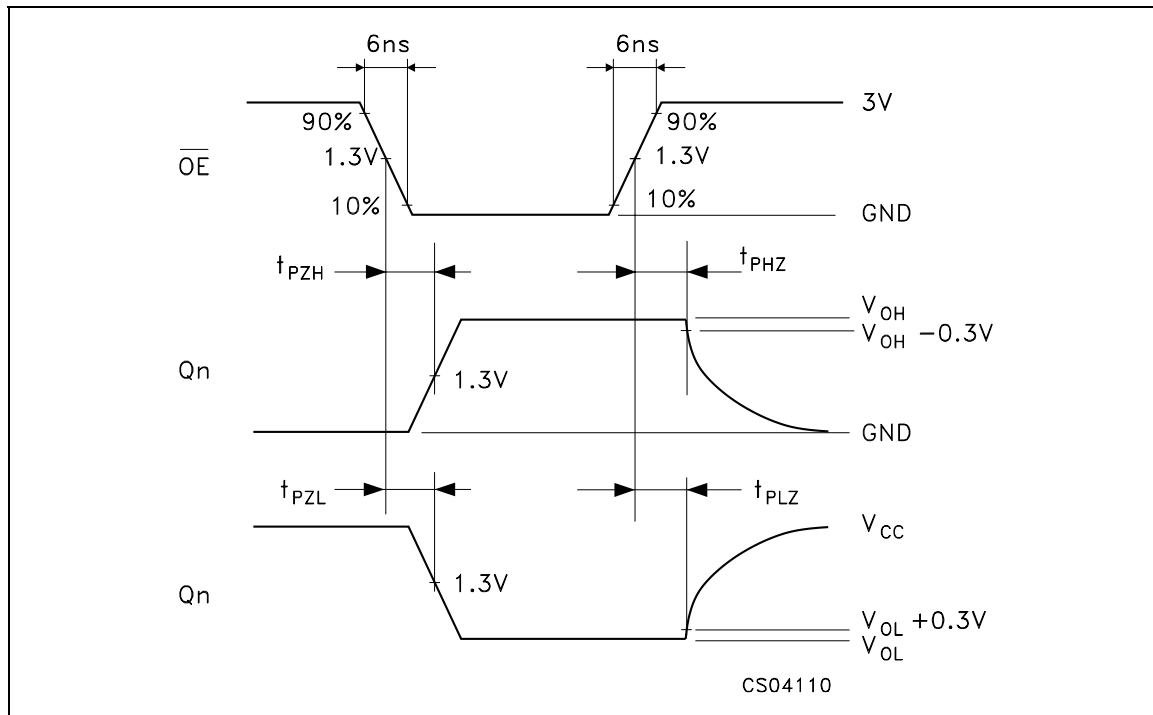 6ns 6ns
3V
90% 90%
1.3V 1.3V
OE
10% 10%
GND
tPZH tPHZ
VOH
VOH −0.3V
Qn
1.3V
GND
tPZL tPLZ
VCC
1.3V
Qn
VOL +0.3V
VOL
CS04110